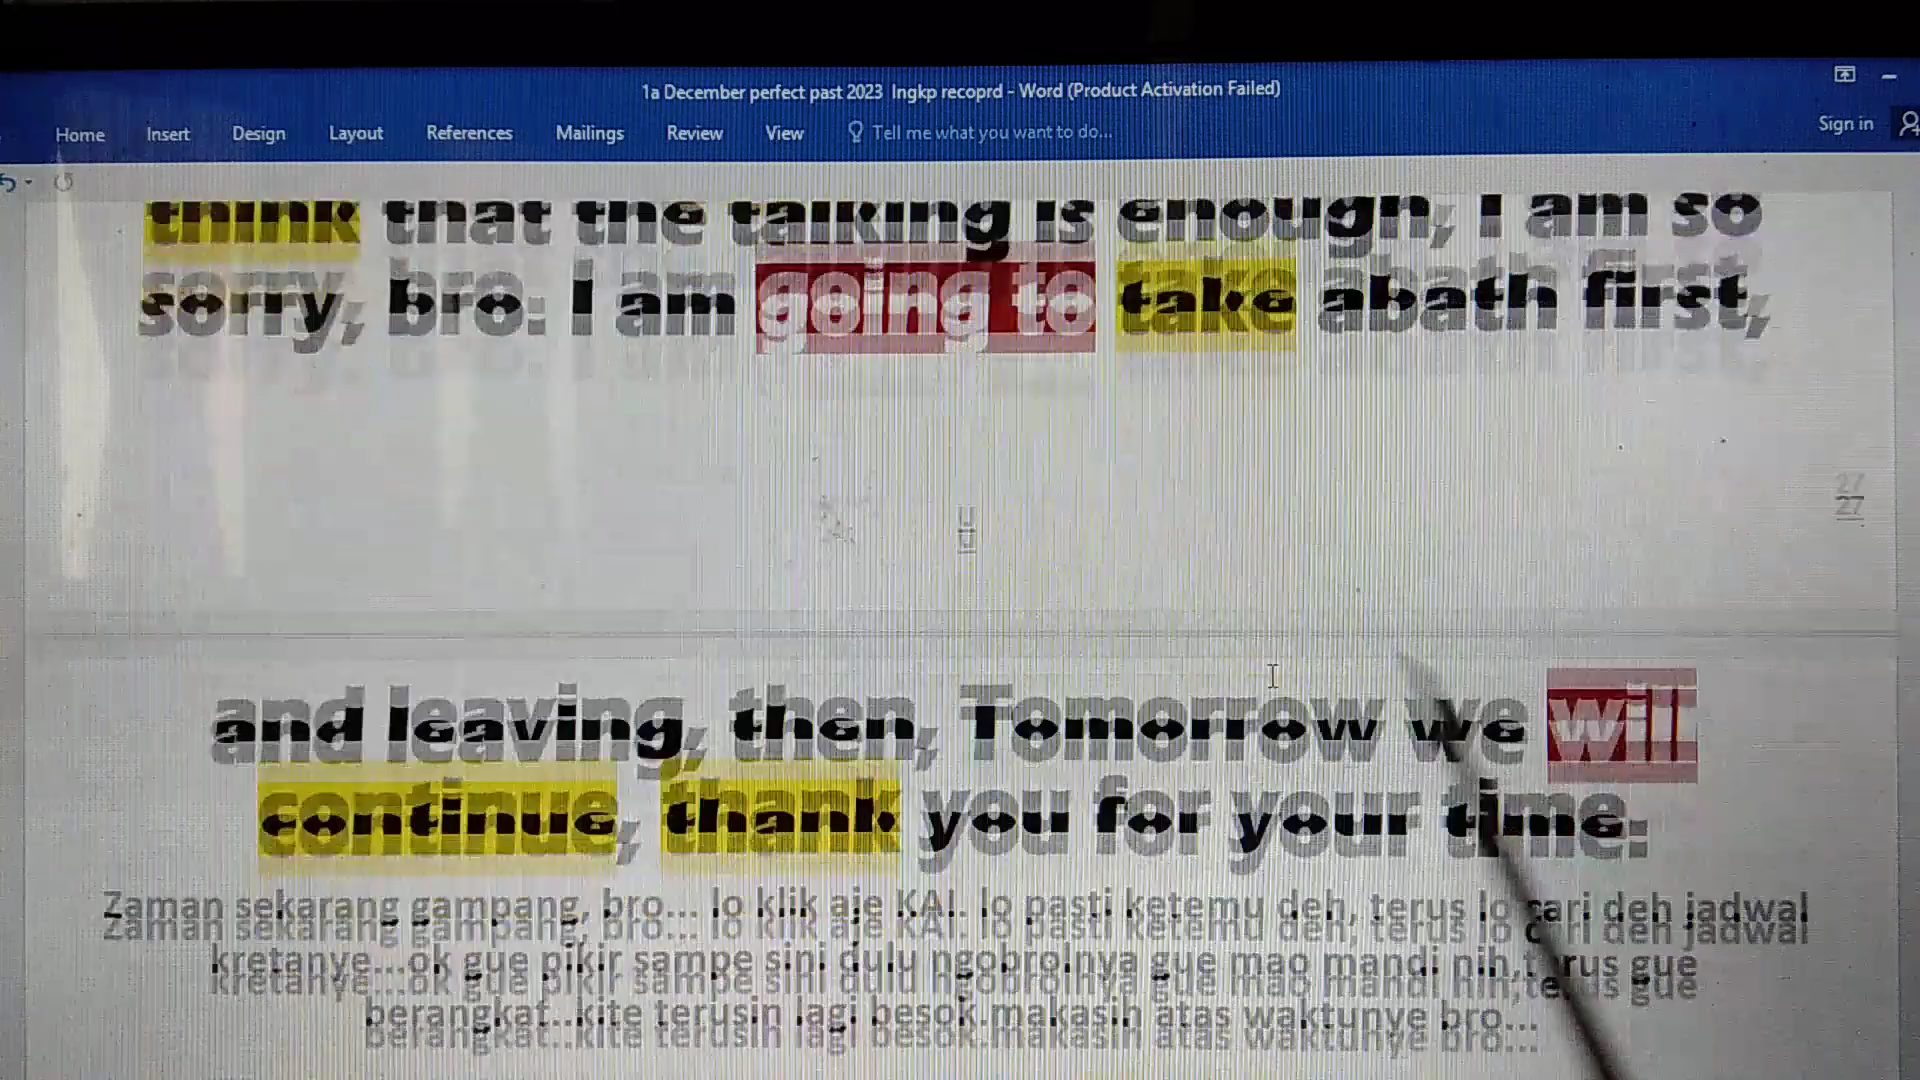 1a December perfect past 2023 Ingkp recoprd - Word (Product Activation Failed)
Home Insert Design Layout References Mailings Review View Tell me what you want to do... Sign in
think that the talking is enough, I am so
sorry, bro. I am going to take abath first,
27
and leaving, then, Tomorrow we will
continue, thank you for your time.
Zaman sekarang gampang, bro... lo klik aje KAI. lo pasti ketemu deh, terus lo cari deh jadwal
kretanye...ok gue pikir sampe sini dulu ngobrolnya gue mao mandi nih,terus gue
berangkat..kite terusin lagi besok.makasih atas waktunye bro...